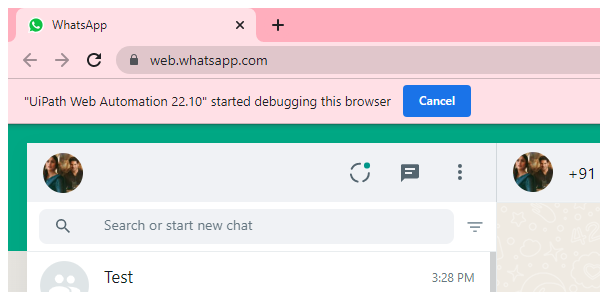 WhatsApp
web.whatsapp.com
"UiPath Web Automation 22.10" started debugging this browser
Cancel
+91
Search or start new chat
Test
3:28 PM